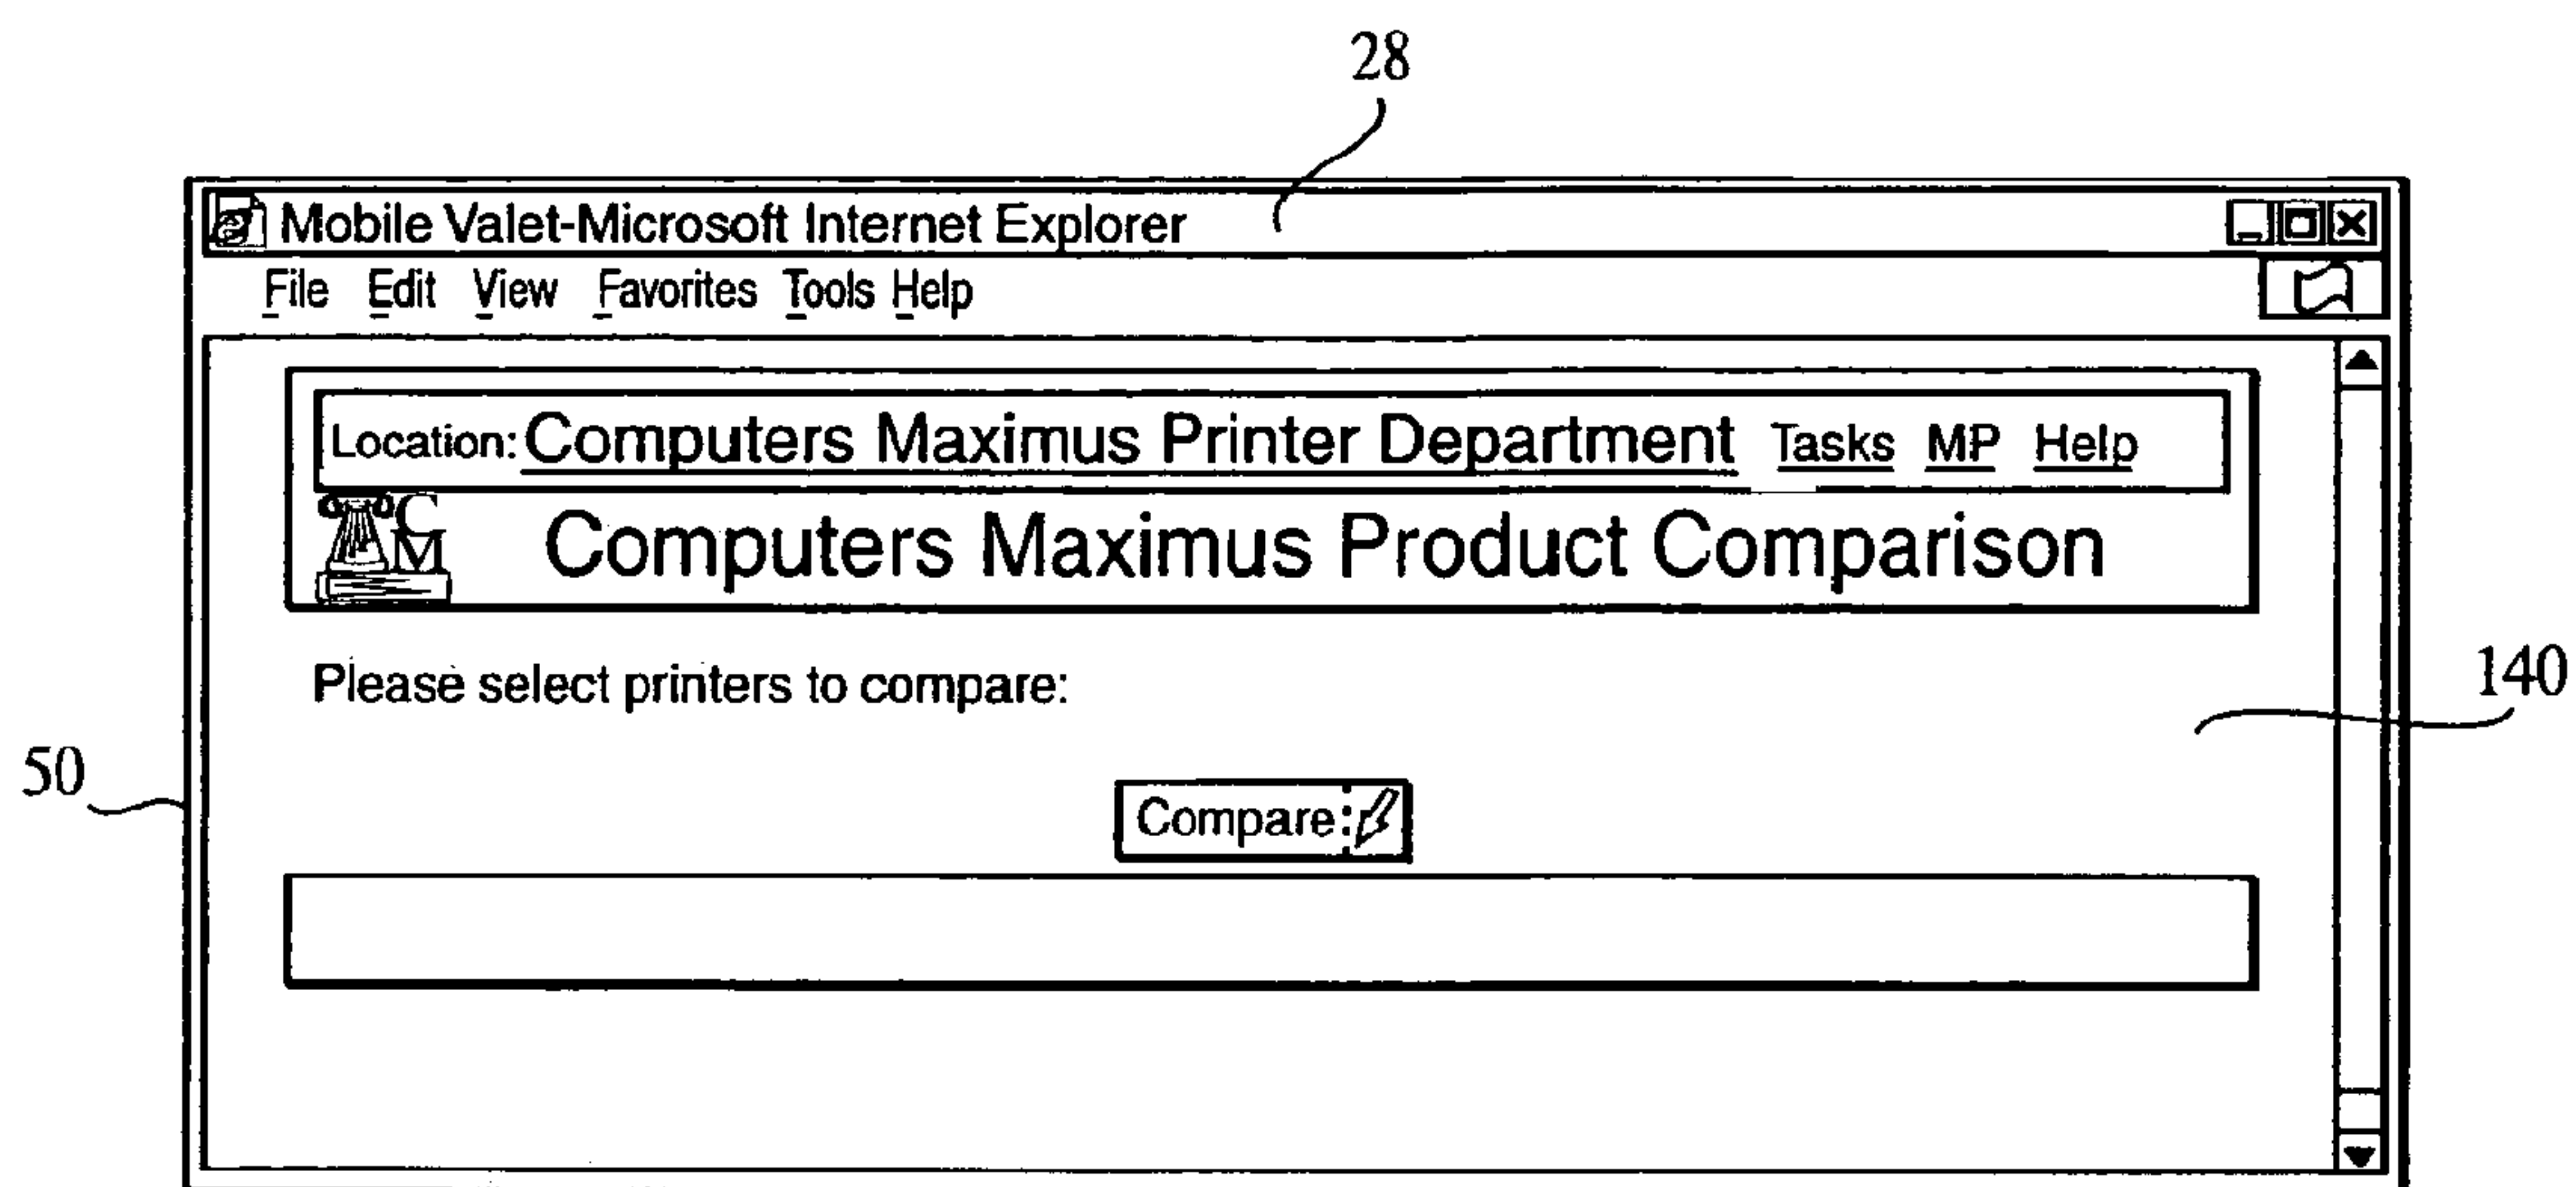 28
Mobile Valet-Microsoft Internet Explorer
File Edit View Favorites Tools Help
Location: Computers Maximus Printer Department Tasks MP Help
C
M
Computers Maximus Product Comparison
Please select printers to compare:
140
50
Compare